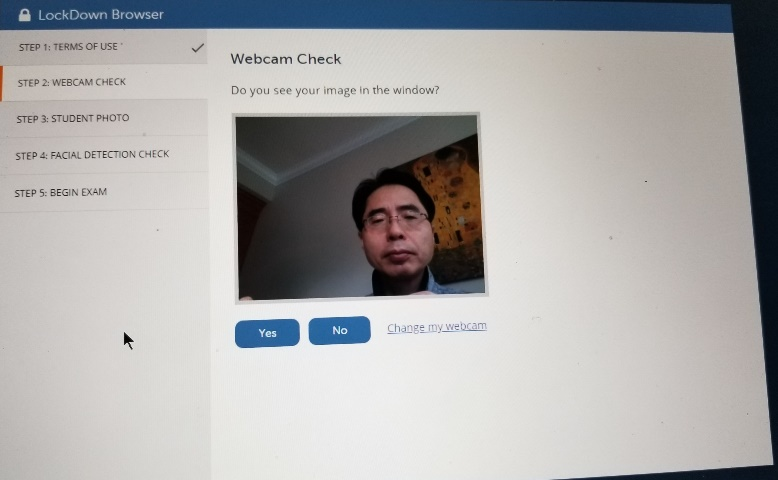 LockDown Browser
STEP 1: TERMS OF USE
STEP 2: WEBCAM CHECK
STEP 3: STUDENT PHOTO
STEP 4: FACIAL DETECTION CHECK
STEP 5: BEGIN EXAM
Webcam Check
Do you see your image in the window?
Yes
No
Change my webcam